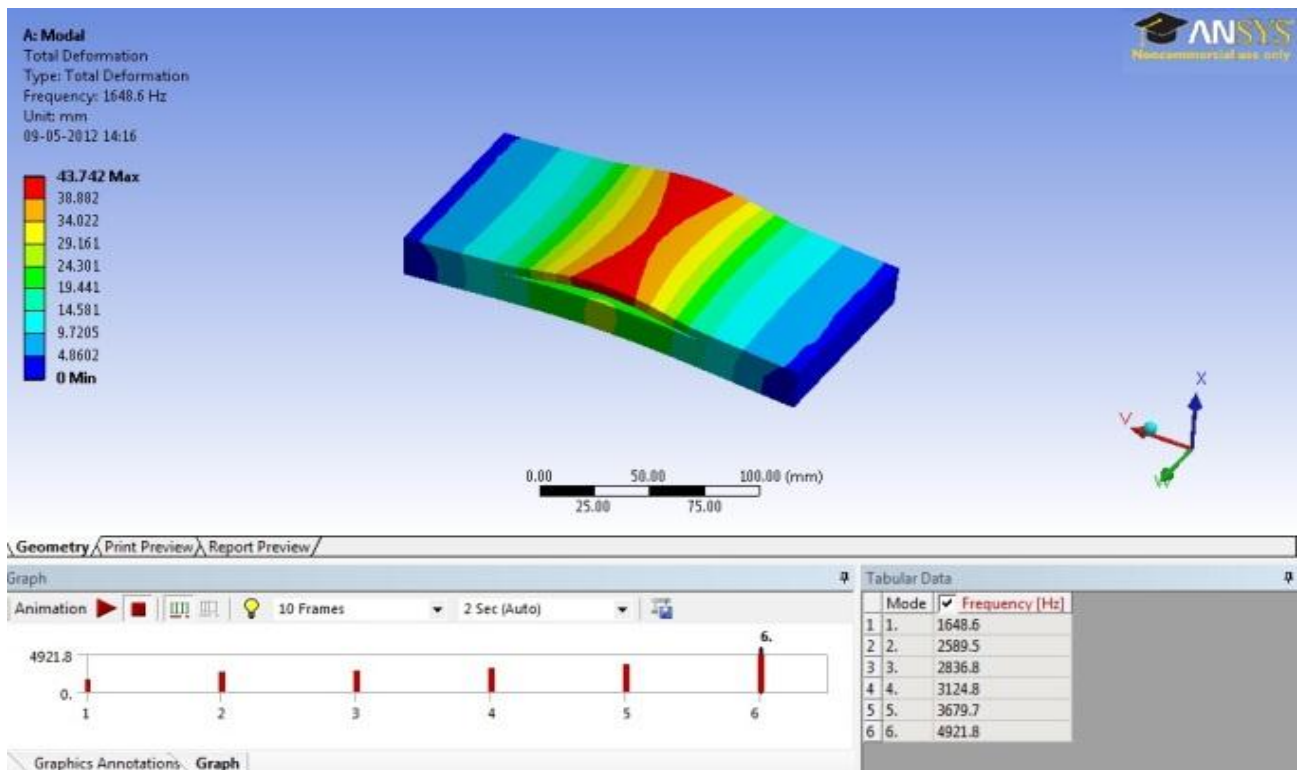 A: Modal
Total Deformation
Type: Total Deformation
Frequency: 1648.6 Hz
Unit: mm
09-05-2012 14:16
43.742 Max
38.882
34.022
29.161
24.301
19.441
14.581
9.7205
4.8602
0 Min
ANSYS
Noncommercial use only
X
V
W
0.00 50.00 100.00 (mm)
25.00 75.00
Geometry Print Preview Report Preview
Graph
Animation 10 Frames 2 Sec (Auto)
6.
4921.8
0.
1 2 3 4 5 6
Graphics Annotations Graph
Tabular Data
Mode Frequency [Hz]
1 1. 1648.6
2 2. 2589.5
3 3. 2836.8
4 4. 3124.8
5 5. 3679.7
6 6. 4921.8